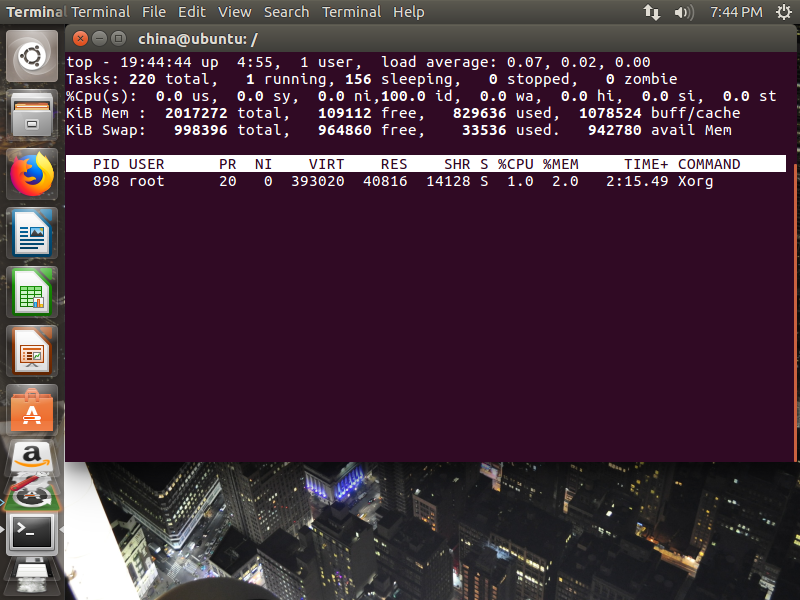 Terminal Terminal File Edit View Search Terminal Help 7:44 PM
china@ubuntu: /
top - 19:44:44 up  4:55,  1 user,  load average: 0.07, 0.02, 0.00
Tasks: 220 total,   1 running, 156 sleeping,   0 stopped,   0 zombie
%Cpu(s):  0.0 us,  0.0 sy,  0.0 ni,100.0 id,  0.0 wa,  0.0 hi,  0.0 si,  0.0 st
KiB Mem :  2017272 total,   109112 free,   829636 used,  1078524 buff/cache
KiB Swap:   998396 total,   964860 free,    33536 used.   942780 avail Mem
PID USER      PR  NI    VIRT    RES    SHR S %CPU %MEM     TIME+ COMMAND
898 root      20   0  393020  40816  14128 S  1.0  2.0   2:15.49 Xorg
A
a
>_